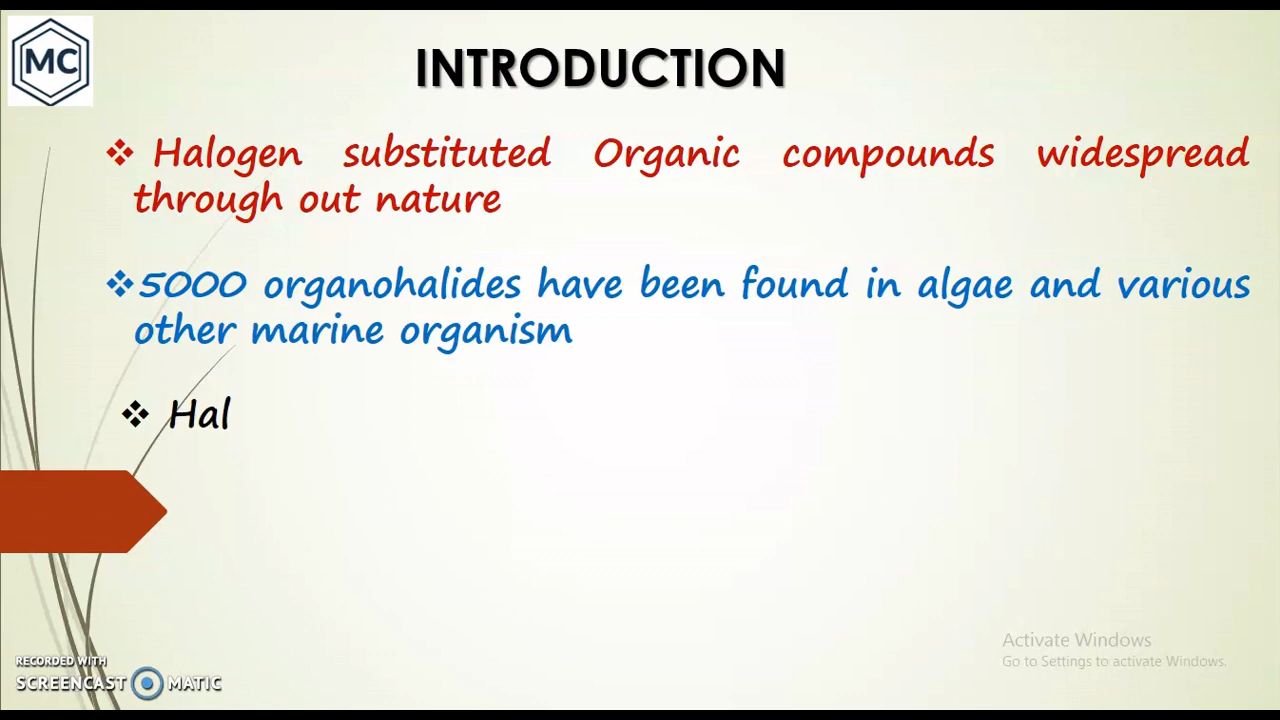 MC
INTRODUCTION
❖ Halogen substituted Organic compounds widespread
through out nature
❖5000 organohalides have been found in algae and various
other marine organism
❖ Hal
Activate Windows
Go to Settings to activate Windows.
RECORDED WITH
SCREENCAST MATIC